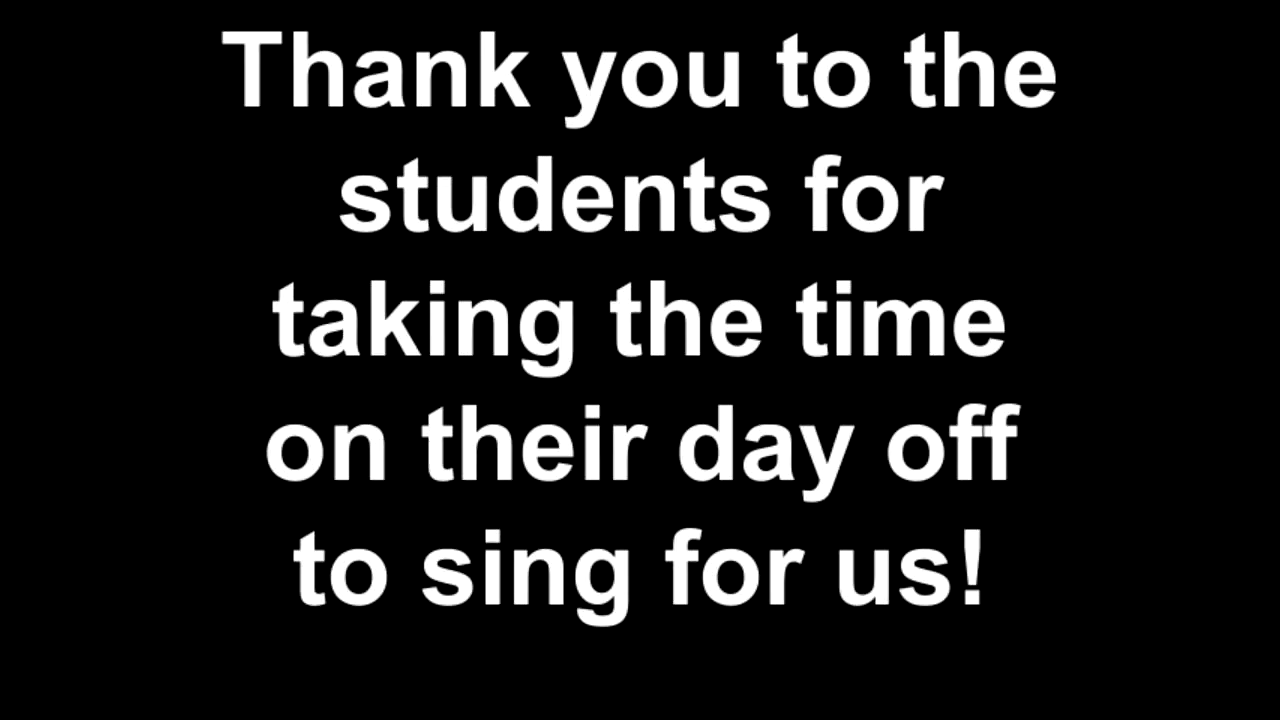 Thank you to the
students for
taking the time
on their day off
to sing for us!